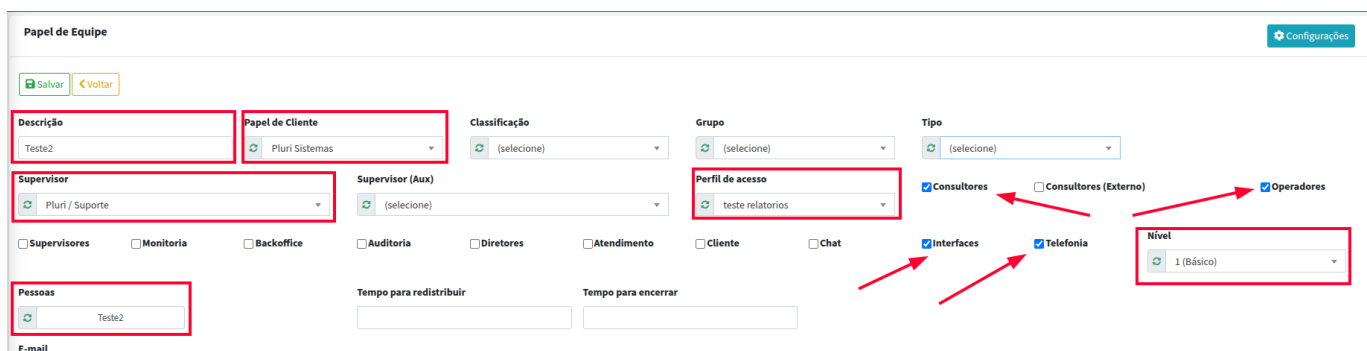 Papel de Equipe
Configurações
Salvar Voltar
Descrição Papel de Cliente Classificação Grupo Tipo
Teste2 Pluri Sistemas (selecione) (selecione) (selecione)
Supervisor Supervisor (Aux) Perfil de acesso
Consultores Consultores (Externo) Operadores
Pluri / Suporte (selecione) teste relatorios
Supervisores Monitoria Backoffice Auditoria Diretores Atendimento Cliente Chat Interfaces Telefonia Nível
1 (Básico)
Pessoas Tempo para redistribuir Tempo para encerrar
Teste2
E-mail